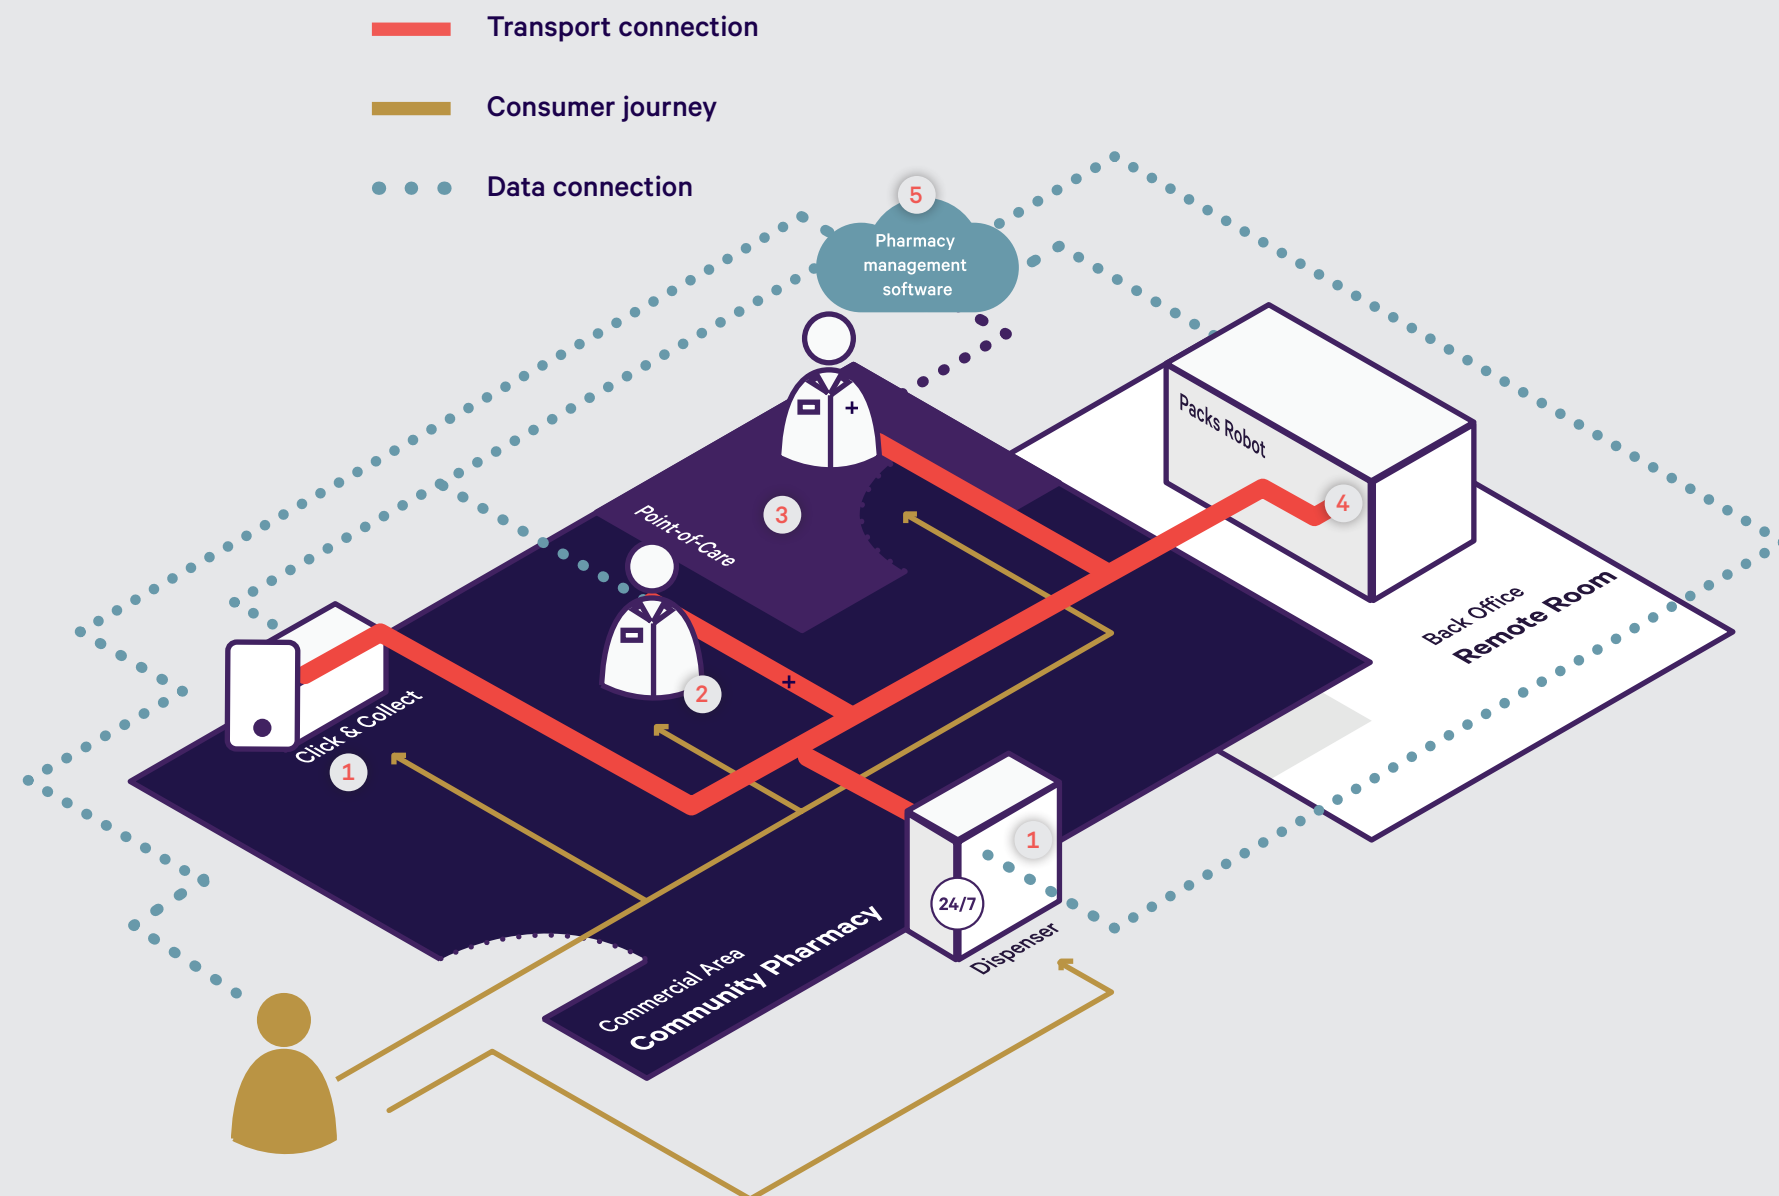 Transport connection
Consumer journey
Data connection
5
Pharmacy
management
software
Packs Robot
4
Point-of-Care
3
Back Office
Remote Room
2
Click & Collect
1
1
24/7
Dispenser
Commercial Area
Community Pharmacy